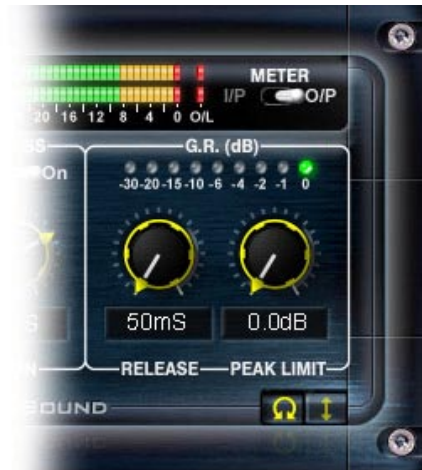 METER
I/P O/P
20 16 12 8 4 0 O/L
G.R. (dB)
On
-30 -20 -15 -10 -6 -4 -2 -1 0
50mS 0.0dB
RELEASE PEAK LIMIT